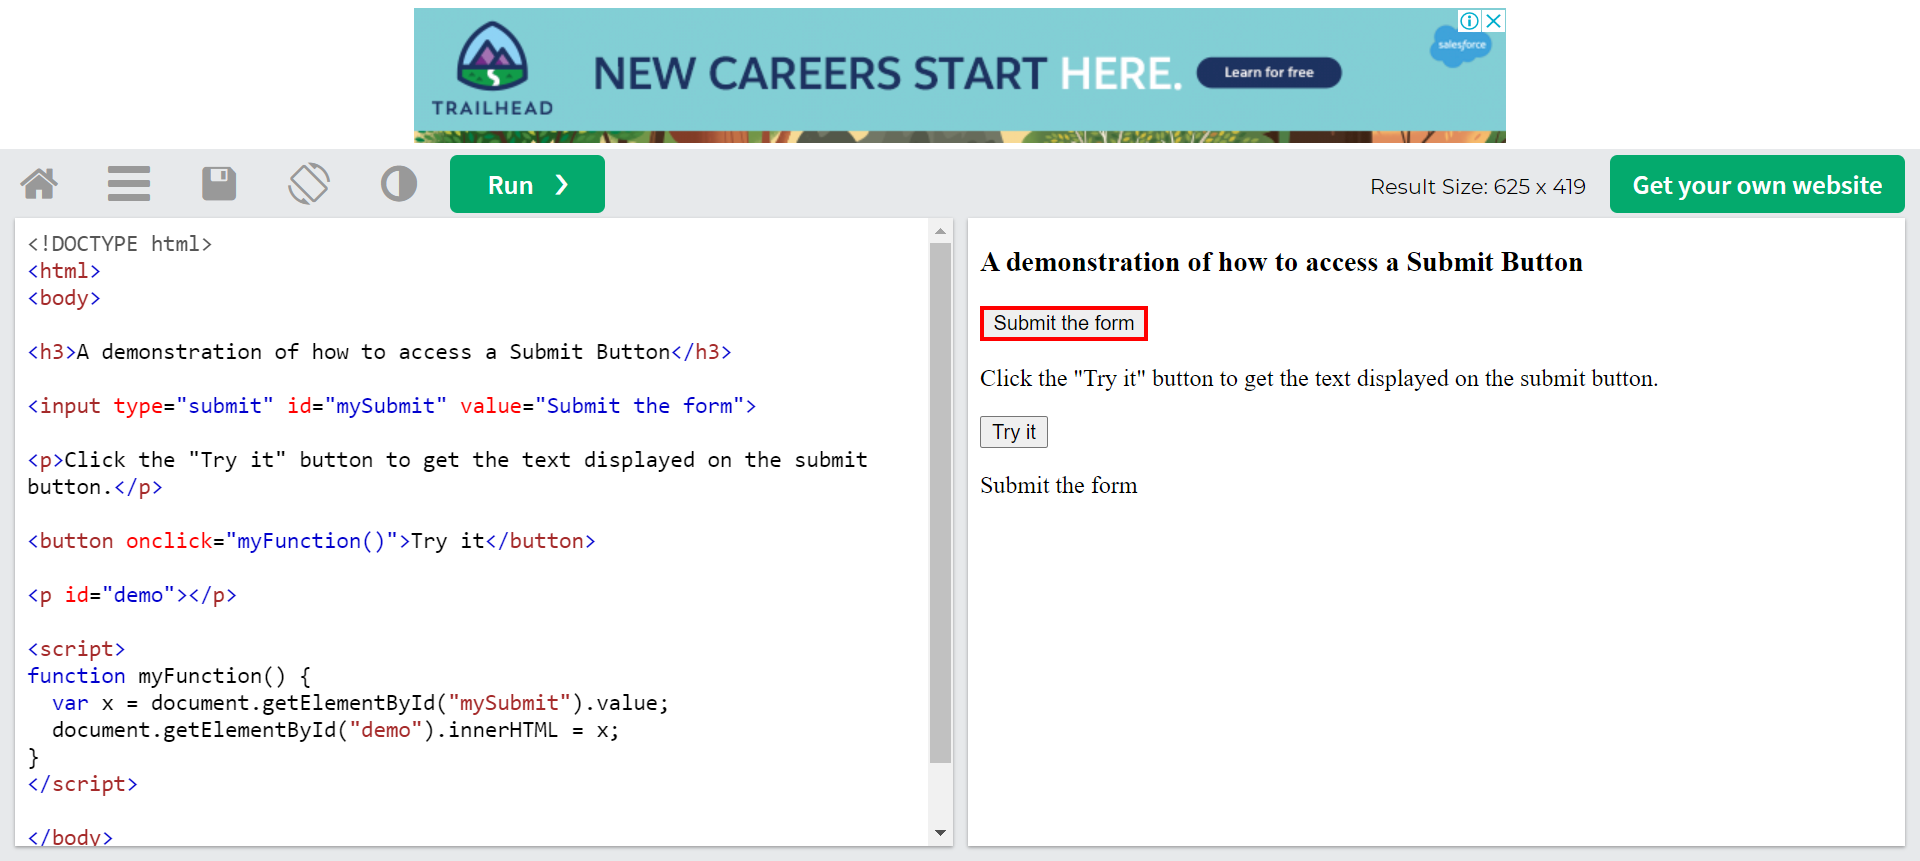 TRAILHEAD
NEW CAREERS START HERE.
Learn for free
salesforce
Run ❯
Result Size: 625 x 419
Get your own website
<!DOCTYPE html>
<html>
<body>
<h3>A demonstration of how to access a Submit Button</h3>
<input type="submit" id="mySubmit" value="Submit the form">
<p>Click the "Try it" button to get the text displayed on the submit
button.</p>
<button onclick="myFunction()">Try it</button>
<p id="demo"></p>
<script>
function myFunction() {
  var x = document.getElementById("mySubmit").value;
  document.getElementById("demo").innerHTML = x;
}
</script>
</body>
A demonstration of how to access a Submit Button
Submit the form
Click the "Try it" button to get the text displayed on the submit button.
Try it
Submit the form